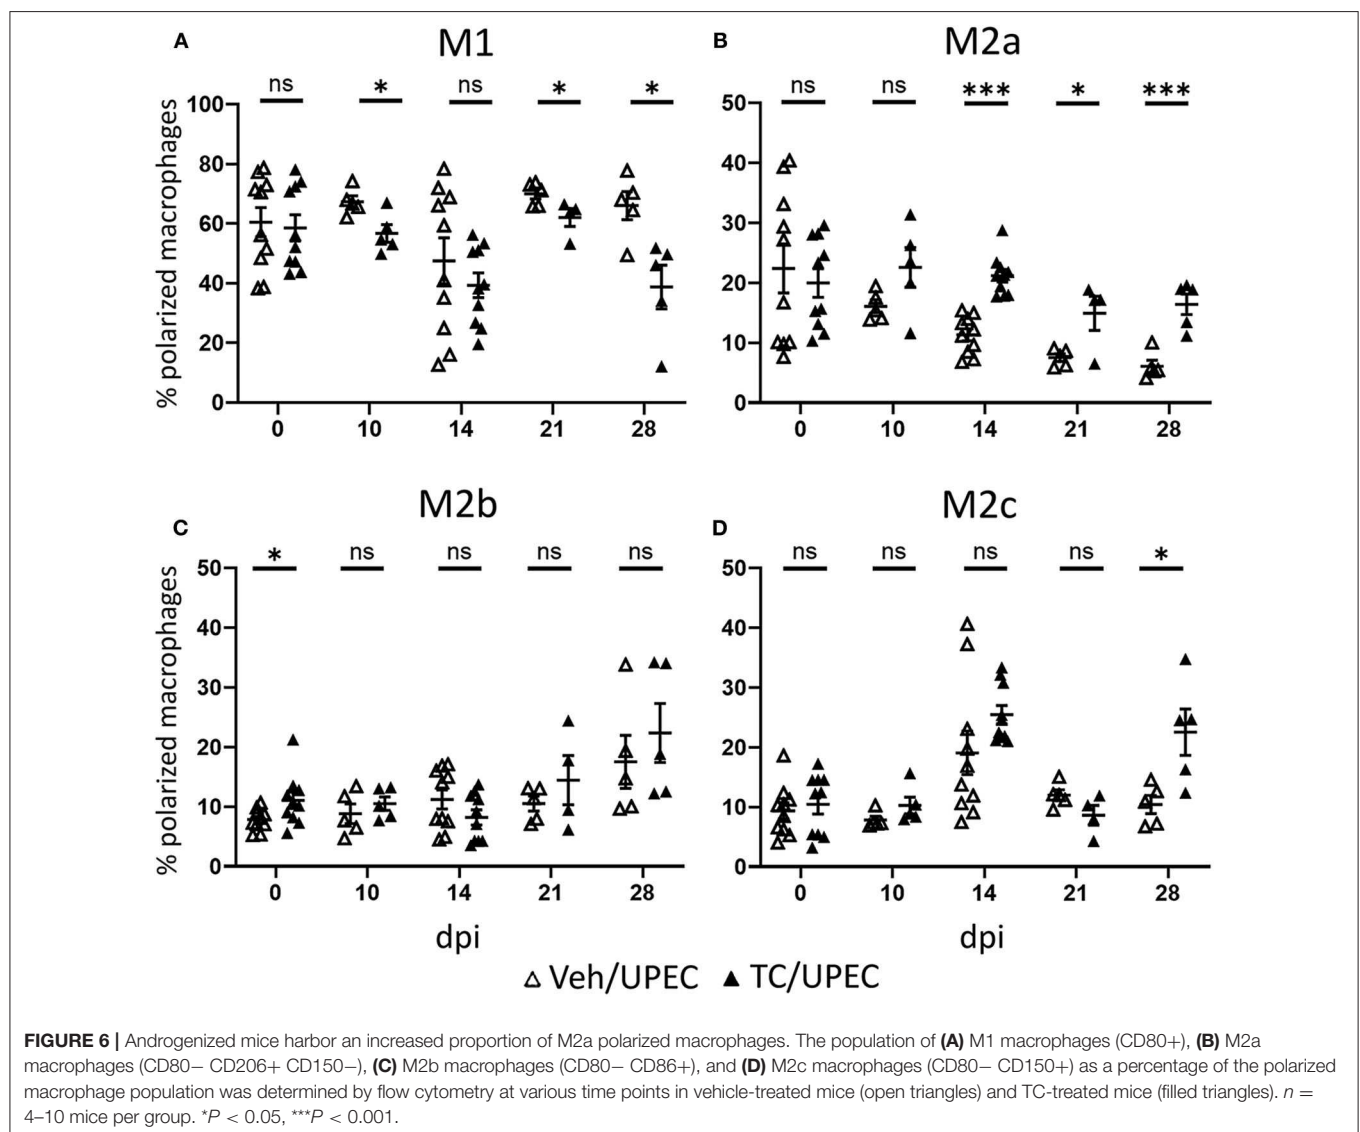 A
M1
B
M2a
ns
*
ns
*
*
ns
ns
***
*
***
% polarized macrophages
100
80
60
40
20
0
50
40
30
20
10
0
0
10
14
21
28
0
10
14
21
28
C
M2b
D
M2c
*
ns
ns
ns
ns
ns
ns
ns
ns
*
% polarized macrophages
50
40
30
20
10
0
50
40
30
20
10
0
0
10
14
21
28
0
10
14
21
28
dpi
dpi
Veh/UPEC
TC/UPEC
FIGURE 6 | Androgenized mice harbor an increased proportion of M2a polarized macrophages. The population of (A) M1 macrophages (CD80+), (B) M2a
macrophages (CD80− CD206+ CD150−), (C) M2b macrophages (CD80− CD86+), and (D) M2c macrophages (CD80− CD150+) as a percentage of the polarized
macrophage population was determined by flow cytometry at various time points in vehicle-treated mice (open triangles) and TC-treated mice (filled triangles). n =
4–10 mice per group. *P < 0.05, ***P < 0.001.